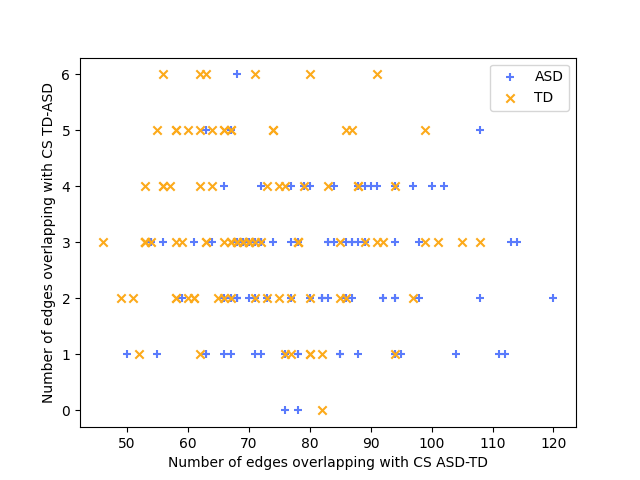 Number of edges overlapping with CS TD-ASD
6
5
4
3
2
1
0
ASD
TD
50 60 70 80 90 100 110 120
Number of edges overlapping with CS ASD-TD